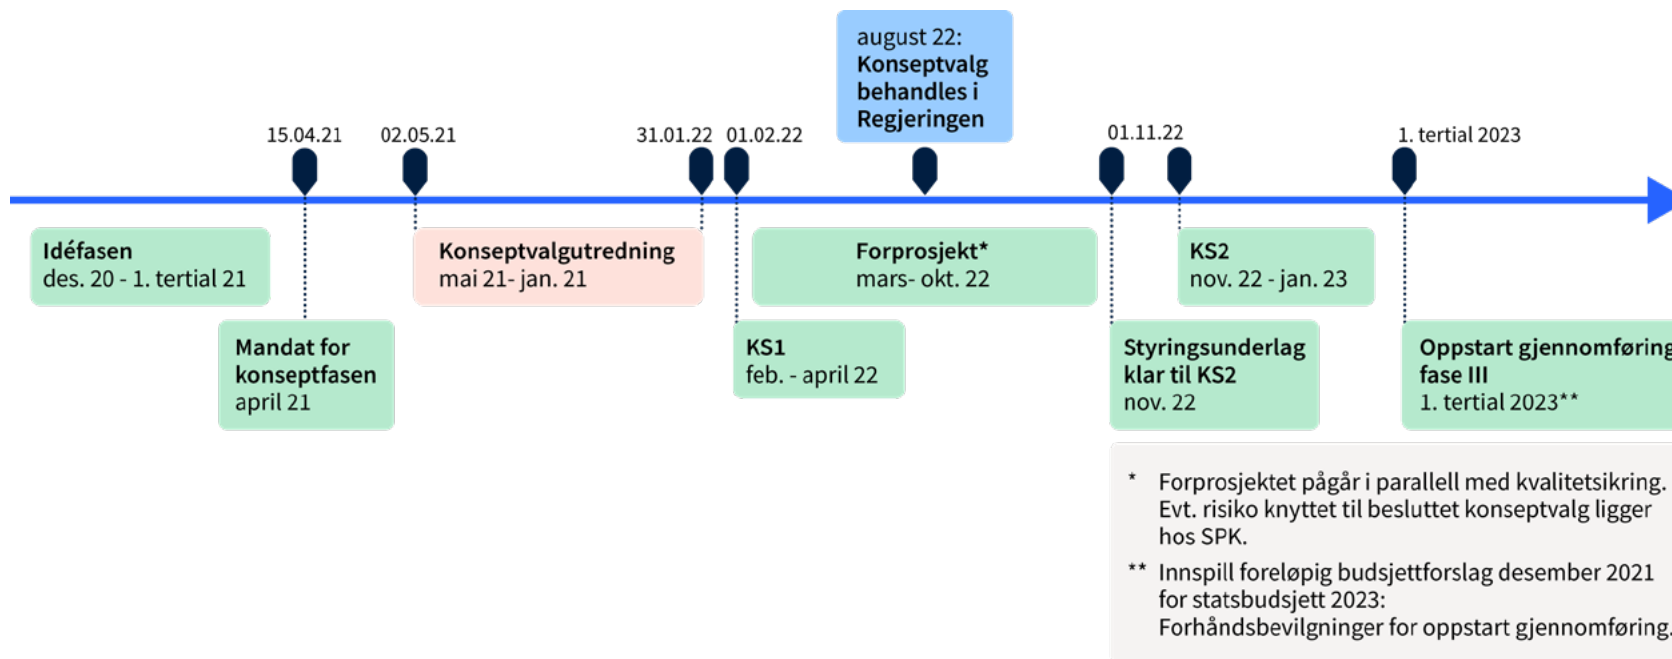 august 22:
Konseptvalg
behandles i
Regjeringen
15.04.21
02.05.21
31.01.22
01.02.22
01.11.22
1. tertial 2023
Idéfasen
des. 20 - 1. tertial 21
Konseptvalgutredning
mai 21- jan. 21
Forprosjekt*
mars- okt. 22
KS2
nov. 22 - jan. 23
Mandat for
konseptfasen
april 21
KS1
feb. - april 22
Styringsunderlag
klar til KS2
nov. 22
Oppstart gjennomføring
fase III
1. tertial 2023**
* Forprosjektet pågår i parallell med kvalitetsikring.
Evt. risiko knyttet til besluttet konseptvalg ligger
hos SPK.
** Innspill foreløpig budsjettforslag desember 2021
for statsbudsjett 2023:
Forhåndsbevilgninger for oppstart gjennomføring.